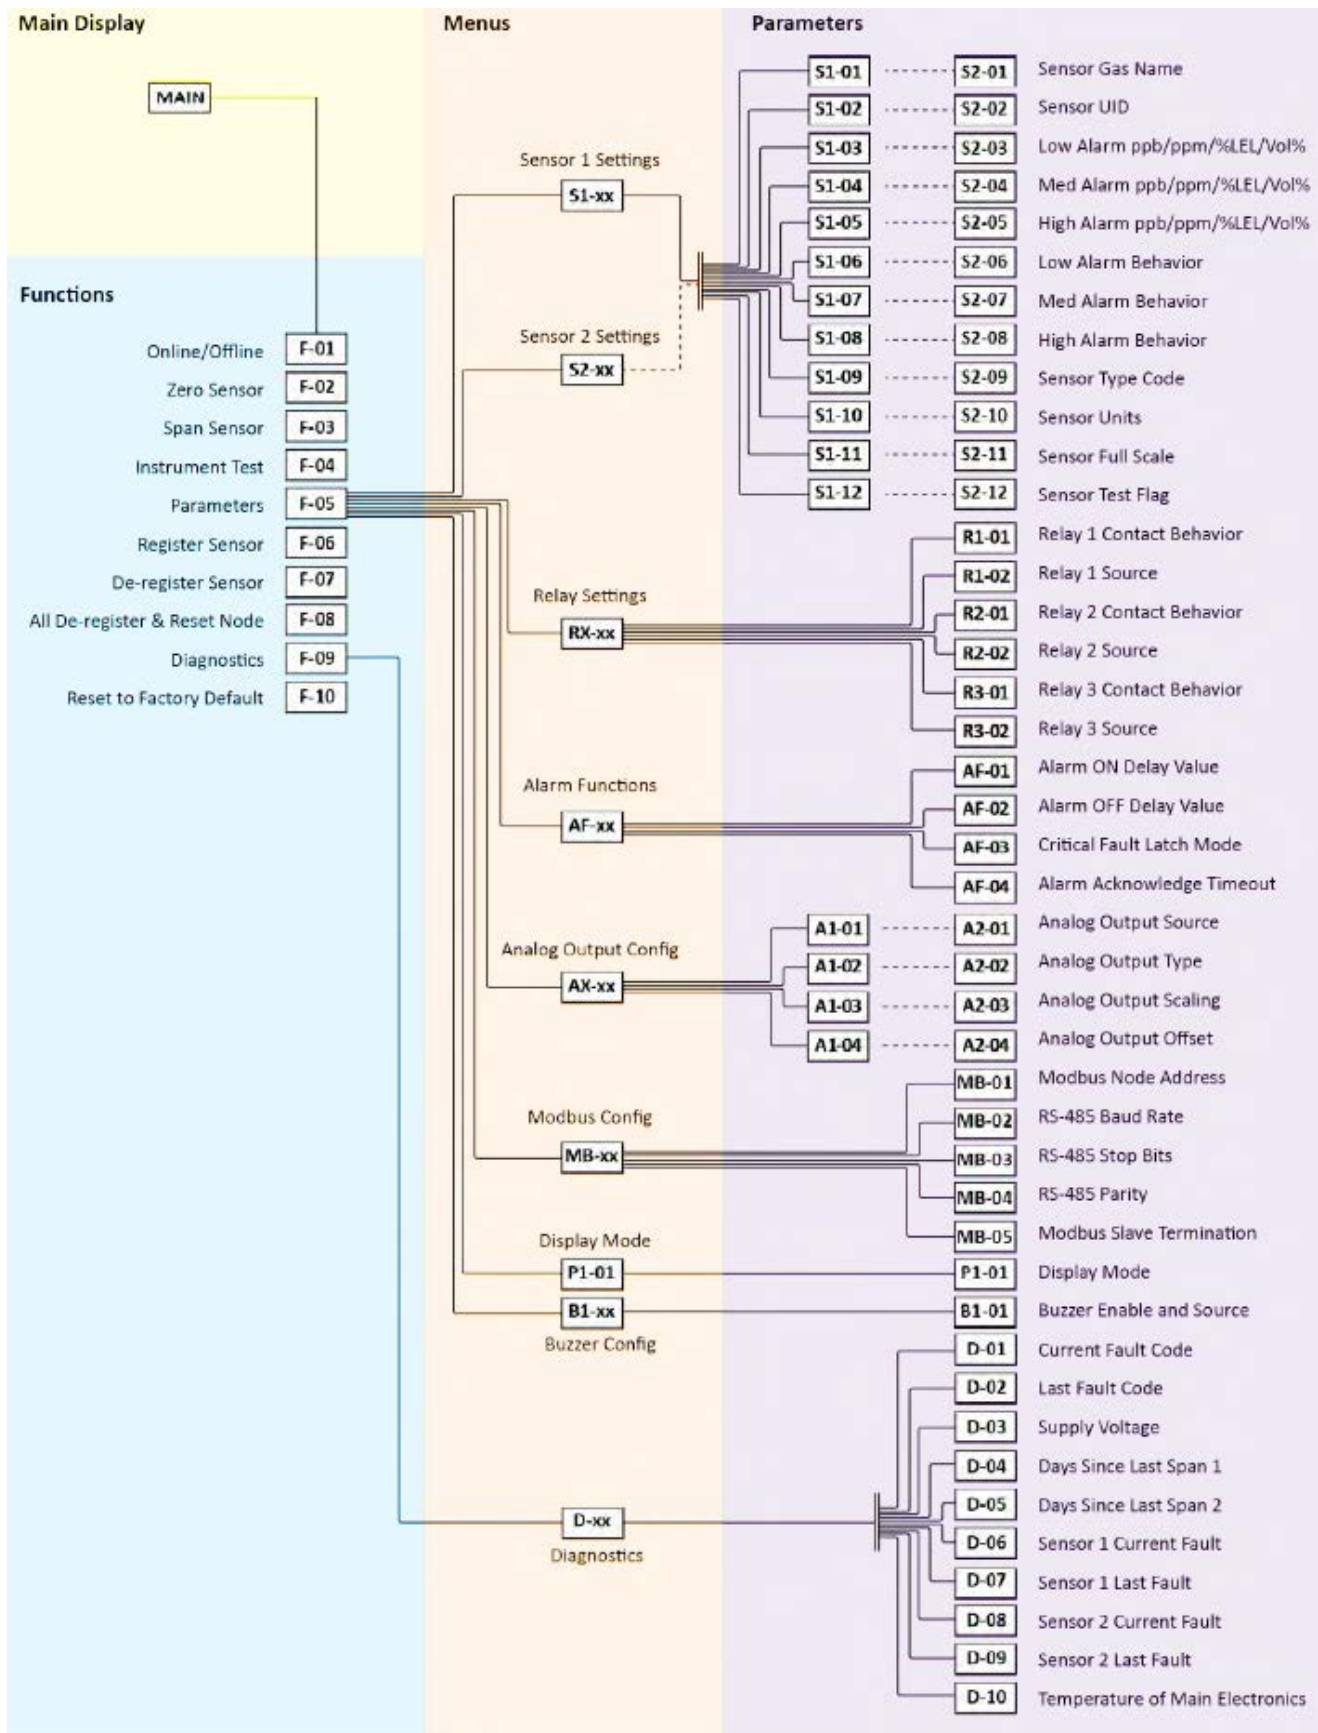 Main Display
Menus
Parameters
MAIN
Functions
Online/Offline F-01
Zero Sensor F-02
Span Sensor F-03
Instrument Test F-04
Parameters F-05
Register Sensor F-06
De-register Sensor F-07
All De-register & Reset Node F-08
Diagnostics F-09
Reset to Factory Default F-10
Sensor 1 Settings
S1-xx
Sensor 2 Settings
S2-xx
Relay Settings
RX-xx
Alarm Functions
AF-xx
Analog Output Config
AX-xx
Modbus Config
MB-xx
Display Mode
P1-01
B1-xx
Buzzer Config
D-xx
Diagnostics
S1-01 S2-01 Sensor Gas Name
S1-02 S2-02 Sensor UID
S1-03 S2-03 Low Alarm ppb/ppm/%LEL/Vol%
S1-04 S2-04 Med Alarm ppb/ppm/%LEL/Vol%
S1-05 S2-05 High Alarm ppb/ppm/%LEL/Vol%
S1-06 S2-06 Low Alarm Behavior
S1-07 S2-07 Med Alarm Behavior
S1-08 S2-08 High Alarm Behavior
S1-09 S2-09 Sensor Type Code
S1-10 S2-10 Sensor Units
S1-11 S2-11 Sensor Full Scale
S1-12 S2-12 Sensor Test Flag
R1-01 Relay 1 Contact Behavior
R1-02 Relay 1 Source
R2-01 Relay 2 Contact Behavior
R2-02 Relay 2 Source
R3-01 Relay 3 Contact Behavior
R3-02 Relay 3 Source
AF-01 Alarm ON Delay Value
AF-02 Alarm OFF Delay Value
AF-03 Critical Fault Latch Mode
AF-04 Alarm Acknowledge Timeout
A1-01 A2-01 Analog Output Source
A1-02 A2-02 Analog Output Type
A1-03 A2-03 Analog Output Scaling
A1-04 A2-04 Analog Output Offset
MB-01 Modbus Node Address
MB-02 RS-485 Baud Rate
MB-03 RS-485 Stop Bits
MB-04 RS-485 Parity
MB-05 Modbus Slave Termination
P1-01 Display Mode
B1-01 Buzzer Enable and Source
D-01 Current Fault Code
D-02 Last Fault Code
D-03 Supply Voltage
D-04 Days Since Last Span 1
D-05 Days Since Last Span 2
D-06 Sensor 1 Current Fault
D-07 Sensor 1 Last Fault
D-08 Sensor 2 Current Fault
D-09 Sensor 2 Last Fault
D-10 Temperature of Main Electronics